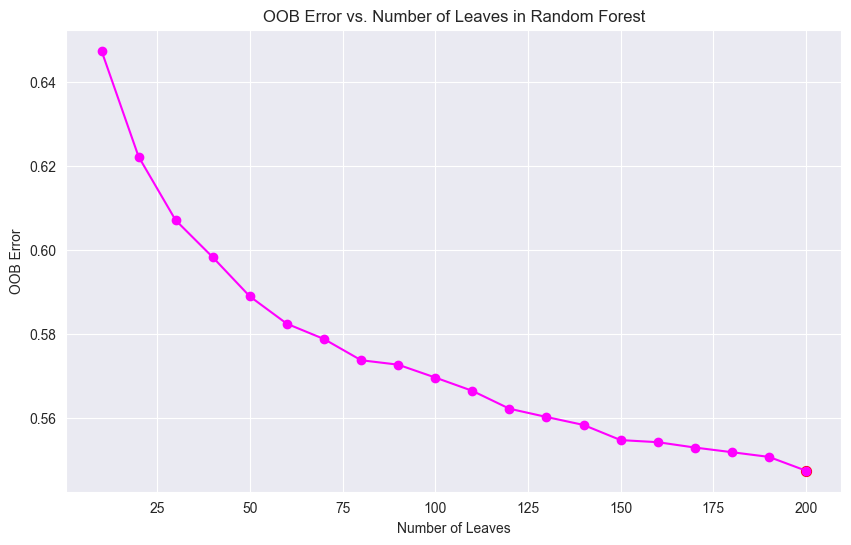 OOB Error vs. Number of Leaves in Random Forest
OOB Error
0.64
0.62
0.60
0.58
0.56
25 50 75 100 125 150 175 200
Number of Leaves